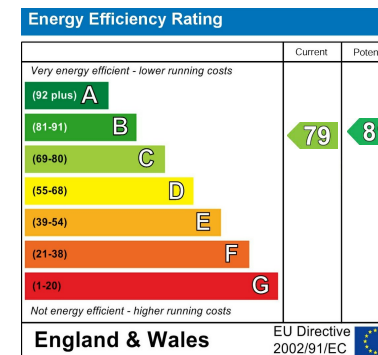 Energy Efficiency Rating
Current Poten
Very energy efficient - lower running costs
(92 plus) A
(81-91) B
(69-80) C
79 8
(55-68) D
(39-54) E
(21-38) F
(1-20) G
Not energy efficient - higher running costs
England & Wales
EU Directive
2002/91/EC